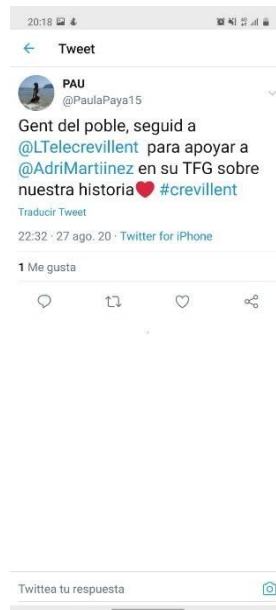 20:18
Tweet
PAU
@PaulaPaya15
Gent del poble, seguid a
@LTelecrevillent para apoyar a
@AdriMartiinez en su TFG sobre
nuestra historia❤️ #crevillent
Traducir Tweet
22:32 · 27 ago. 20 · Twitter for iPhone
1 Me gusta
Twittea tu respuesta